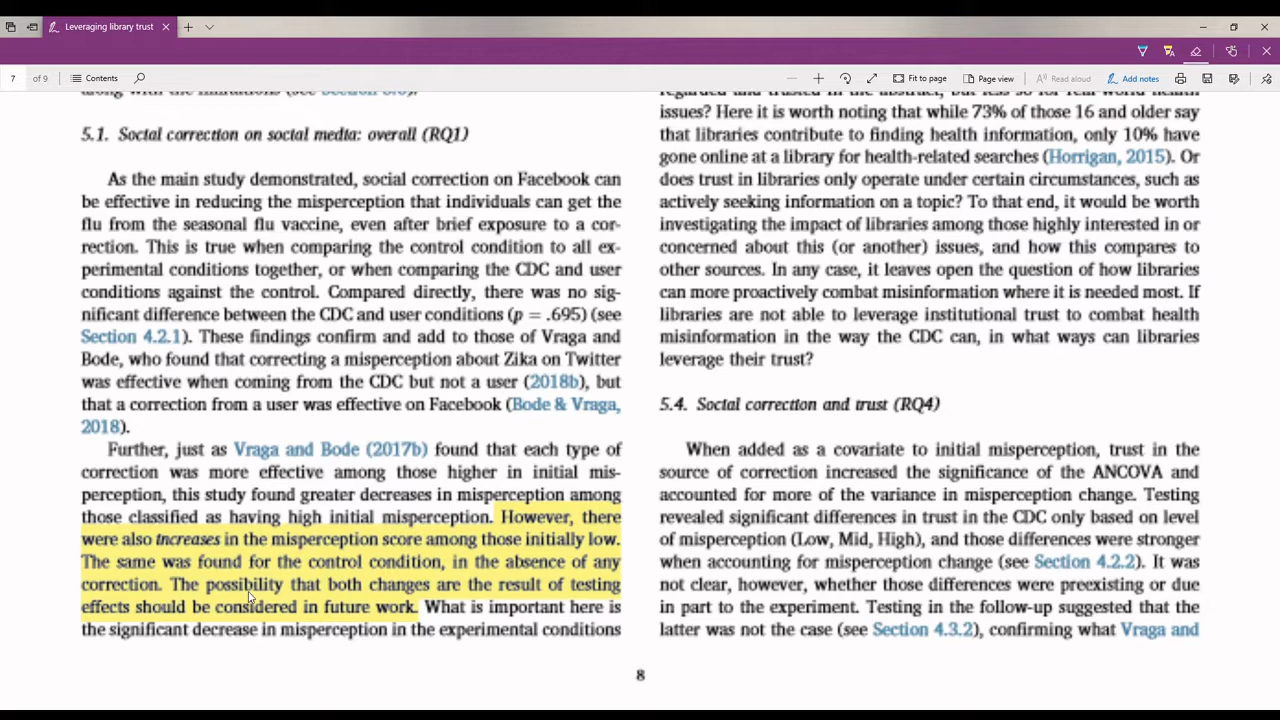 Leveraging library trust
7 of 9 Contents Fit to page Page view Read aloud Add notes
5.1. Social correction on social media: overall (RQ1)
As the main study demonstrated, social correction on Facebook can
be effective in reducing the misperception that individuals can get the
flu from the seasonal flu vaccine, even after brief exposure to a cor-
rection. This is true when comparing the control condition to all ex-
perimental conditions together, or when comparing the CDC and user
conditions against the control. Compared directly, there was no sig-
nificant difference between the CDC and user conditions (p = .695) (see
Section 4.2.1). These findings confirm and add to those of Vraga and
Bode, who found that correcting a misperception about Zika on Twitter
was effective when coming from the CDC but not a user (2018b), but
that a correction from a user was effective on Facebook (Bode & Vraga,
2018).
Further, just as Vraga and Bode (2017b) found that each type of
correction was more effective among those higher in initial mis-
perception, this study found greater decreases in misperception among
those classified as having high initial misperception. However, there
were also increases in the misperception score among those initially low.
The same was found for the control condition, in the absence of any
correction. The possibility that both changes are the result of testing
effects should be considered in future work. What is important here is
the significant decrease in misperception in the experimental conditions
issues? Here it is worth noting that while 73% of those 16 and older say
that libraries contribute to finding health information, only 10% have
gone online at a library for health-related searches (Horrigan, 2015). Or
does trust in libraries only operate under certain circumstances, such as
actively seeking information on a topic? To that end, it would be worth
investigating the impact of libraries among those highly interested in or
concerned about this (or another) issues, and how this compares to
other sources. In any case, it leaves open the question of how libraries
can more proactively combat misinformation where it is needed most. If
libraries are not able to leverage institutional trust to combat health
misinformation in the way the CDC can, in what ways can libraries
leverage their trust?
5.4. Social correction and trust (RQ4)
When added as a covariate to initial misperception, trust in the
source of correction increased the significance of the ANCOVA and
accounted for more of the variance in misperception change. Testing
revealed significant differences in trust in the CDC only based on level
of misperception (Low, Mid, High), and those differences were stronger
when accounting for misperception change (see Section 4.2.2). It was
not clear, however, whether those differences were preexisting or due
in part to the experiment. Testing in the follow-up suggested that the
latter was not the case (see Section 4.3.2), confirming what Vraga and
8